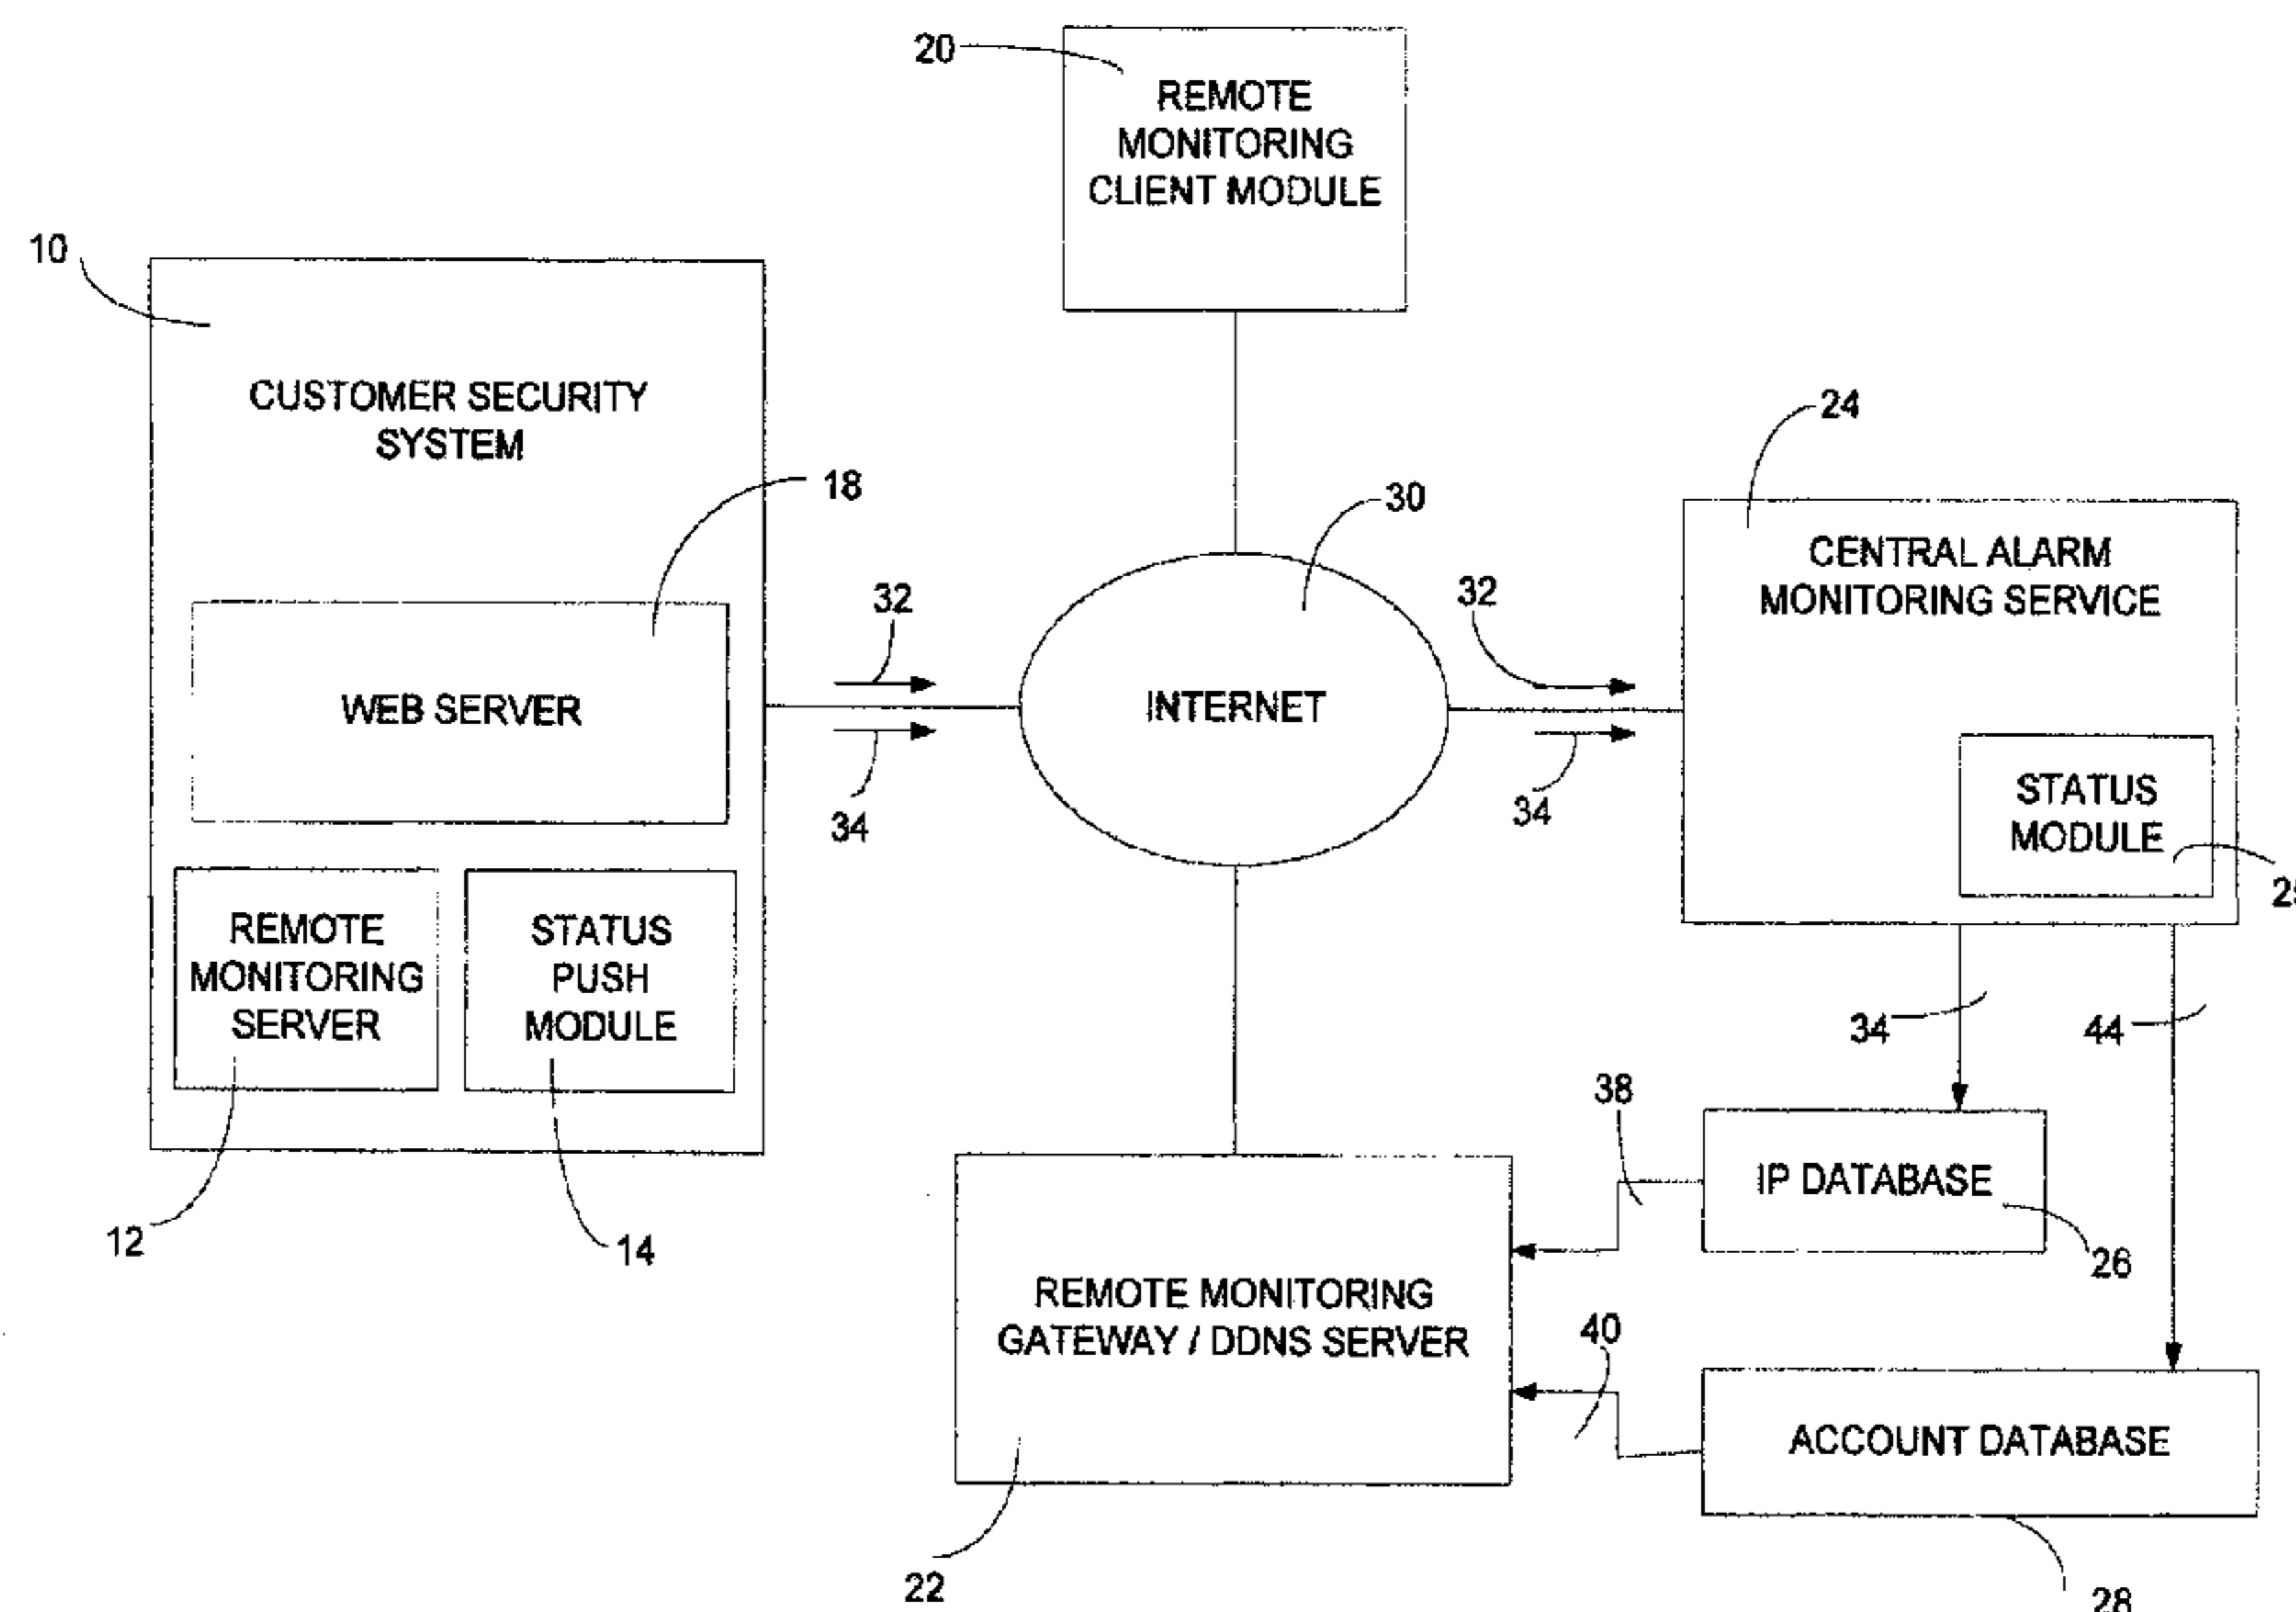 20
REMOTE
MONITORING
CLIENT MODULE
10
CUSTOMER SECURITY
SYSTEM
18
WEB SERVER
REMOTE
MONITORING
SERVER
STATUS
PUSH
MODULE
12
14
32
34
30
INTERNET
32
34
24
CENTRAL ALARM
MONITORING SERVICE
STATUS
MODULE
34
44
38
IP DATABASE
26
REMOTE MONITORING
GATEWAY / DDNS SERVER
40
ACCOUNT DATABASE
22
28